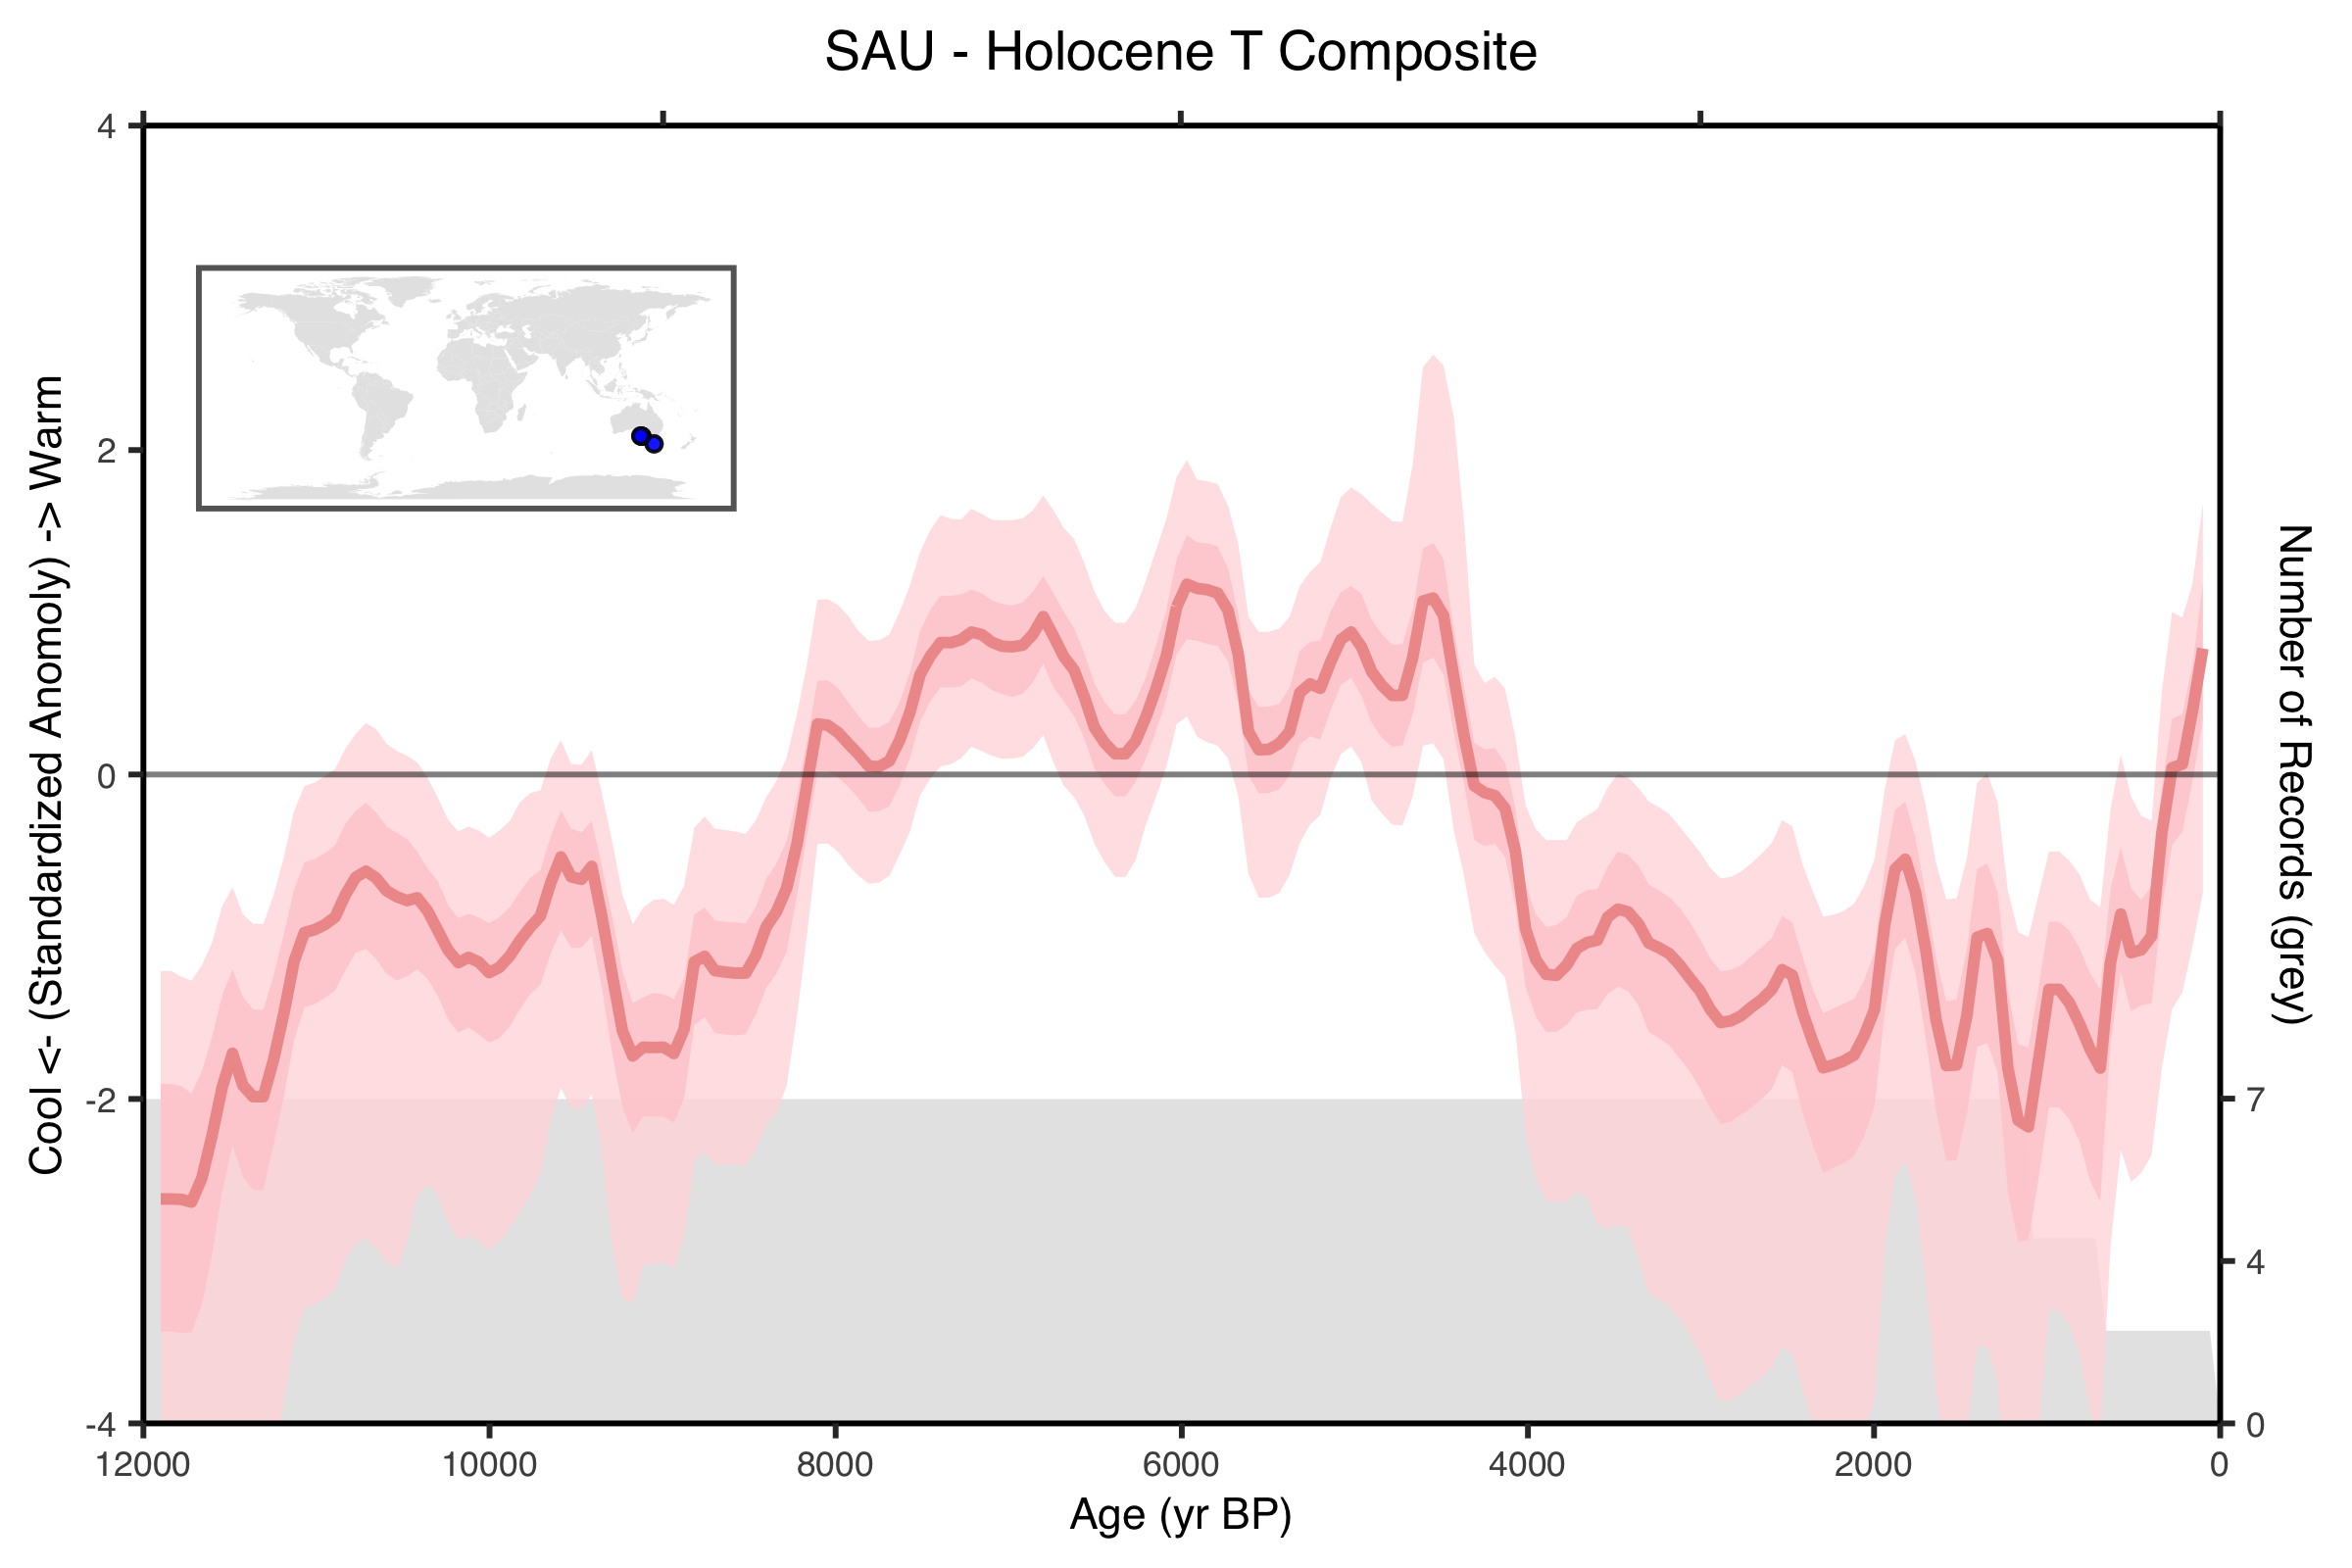 SAU - Holocene T Composite
4
2
0
-2
-4
Cool <- (Standardized Anomoly) -> Warm
7
4
0
Number of Records (grey)
12000 10000 8000 6000 4000 2000 0
Age (yr BP)